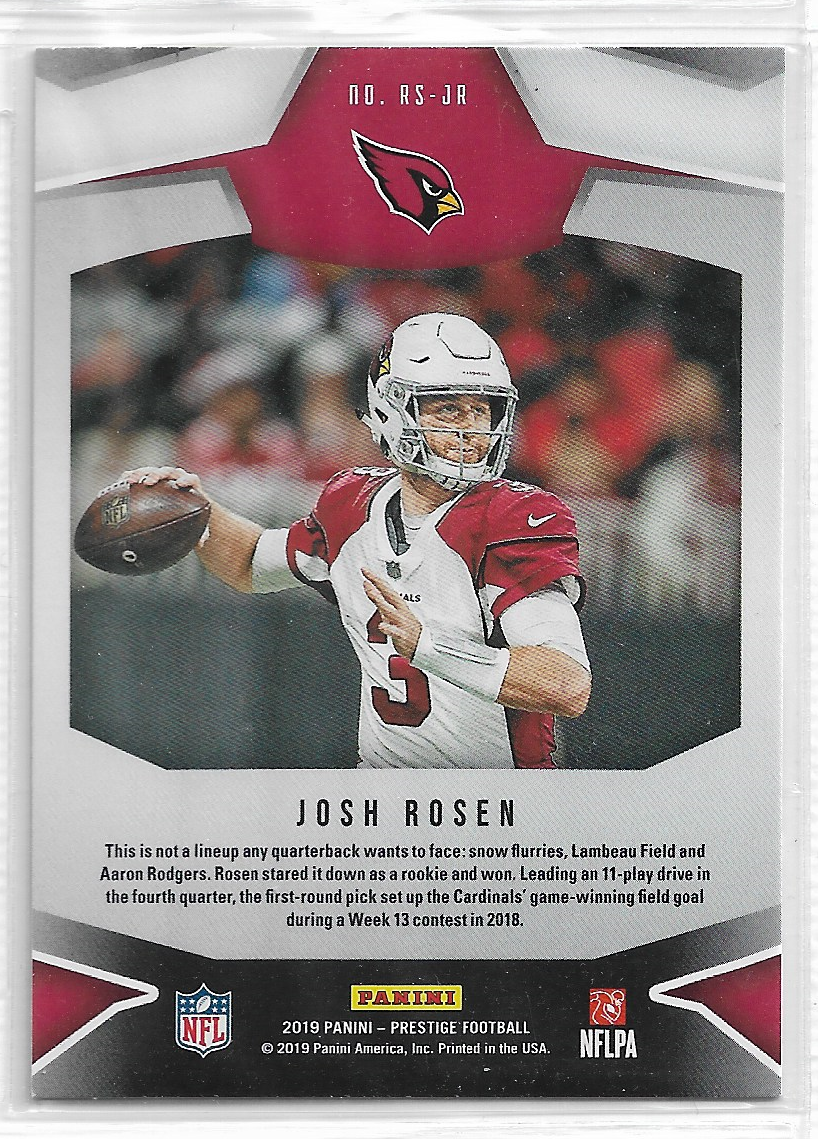 NO. RS-JR
NFL
ALS
3
JOSH ROSEN
This is not a lineup any quarterback wants to face: snow flurries, Lambeau Field and
Aaron Rodgers. Rosen stared it down as a rookie and won. Leading an 11-play drive in
the fourth quarter, the first-round pick set up the Cardinals' game-winning field goal
during a Week 13 contest in 2018.
NFL
PANINI
2019 PANINI – PRESTIGE FOOTBALL
© 2019 Panini America, Inc. Printed in the USA.
NFLPA